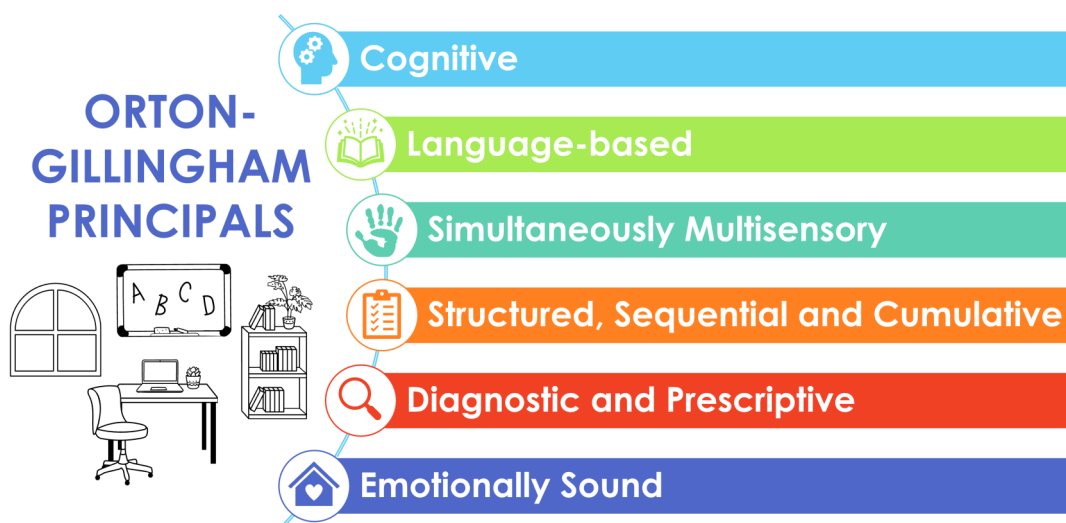 ORTON-
GILLINGHAM
PRINCIPALS
A B C D
Cognitive
Language-based
Simultaneously Multisensory
Structured, Sequential and Cumulative
Diagnostic and Prescriptive
Emotionally Sound